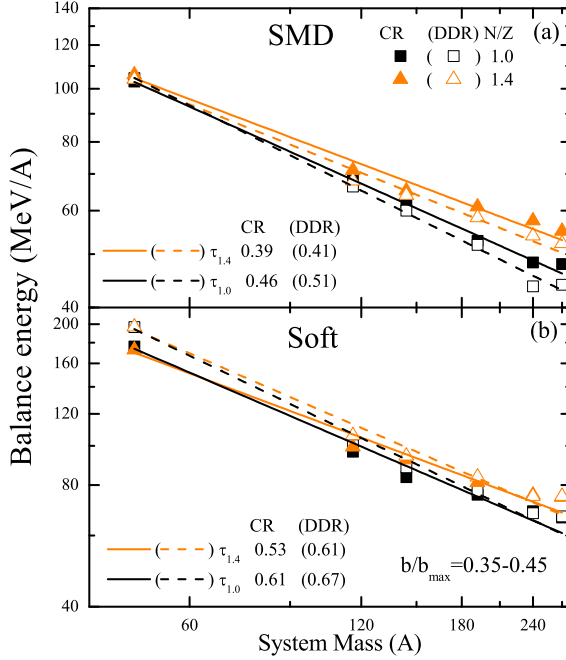 SMD
(a)
CR (DDR) N/Z
( ) 1.0
( ) 1.4
100
80
60
40
CR (DDR)
( ) τ1.4 0.39 (0.41)
( ) τ1.0 0.46 (0.51)
Balance energy (MeV/A)
Soft
(b)
200
160
120
80
40
CR (DDR)
( ) τ1.4 0.53 (0.61)
( ) τ1.0 0.61 (0.67)
b/bmax=0.35-0.45
60 120 180 240
System Mass (A)